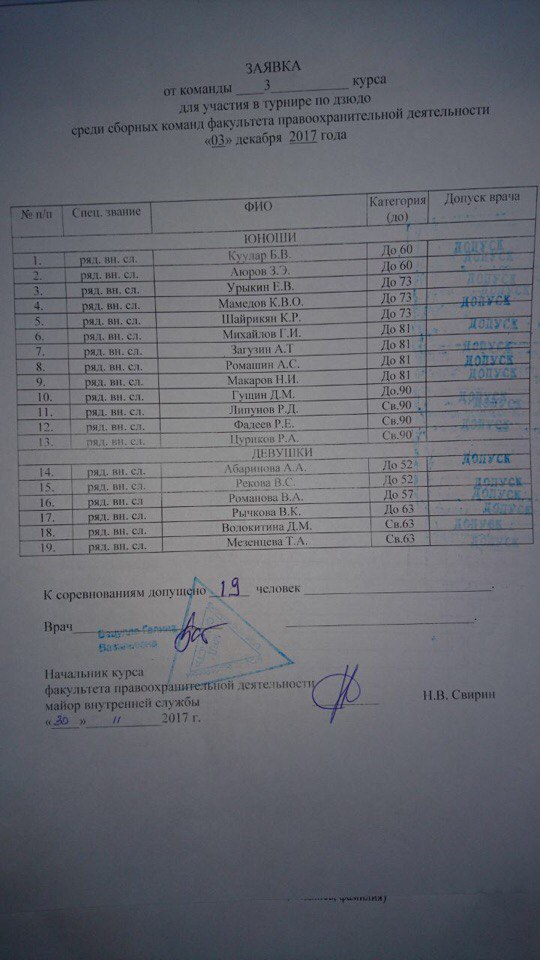 ЗАЯВКА
от команды ____3____________ курса
для участия в турнире по дзюдо
среди сборных команд факультета правоохранительной деятельности
«03» декабря 2017 года
№ п/п Спец. звание ФИО Категория (до) Допуск врача
ЮНОШИ
1. ряд. вн. сл. Куулар Б.В. До 60 ДОПУСК
2. ряд. вн. сл. Аюров З.Э. До 60 ДОПУСК
3. ряд. вн. сл. Урыкин Е.В. До 73 ДОПУСК
4. ряд. вн. сл. Мамедов К.В.О. До 73 ДОПУСК
5. ряд. вн. сл. Шайрикян К.Р. До 73 ДОПУСК
6. ряд. вн. сл. Михайлов Г.И. До 81 ДОПУСК
7. ряд. вн. сл. Загузин А.Т До 81 ДОПУСК
8. ряд. вн. сл. Ромашин А.С. До 81 ДОПУСК
9. ряд. вн. сл. Макаров Н.И. До 81 ДОПУСК
10. ряд. вн. сл. Гущин Д.М. До.90 ДОПУСК
11. ряд. вн. сл. Липунов Р.Д. Св.90 ДОПУСК
12. ряд. вн. сл. Фадеев Р.Е. Св.90 ДОПУСК
13. ряд. вн. сл. Цуриков Р.А. Св.90
ДЕВУШКИ
14. ряд. вн. сл. Абаринова А.А. До 52 ДОПУСК
15. ряд. вн. сл. Рекова В.С. До 52 ДОПУСК
16. ряд. вн. сл Романова В.А. До 57 ДОПУСК
17. ряд. вн. сл. Рычкова В.К. До 63 ДОПУСК
18. ряд. вн. сл. Волокитина Д.М. Св.63 ДОПУСК
19. ряд. вн. сл. Мезенцева Т.А. Св.63 ДОПУСК
К соревнованиям допущено 19 человек
Врач
Начальник курса
факультета правоохранительной деятельности
майор внутренней службы Н.В. Свирин
«30» 11 2017 г.
фамилия)